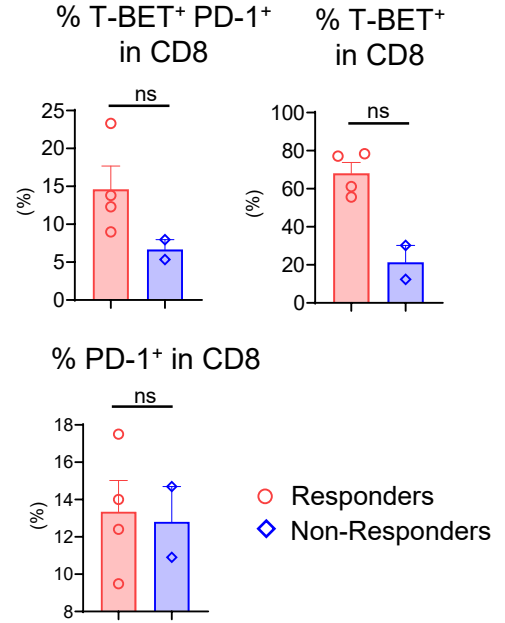 % T-BET⁺ PD-1⁺
in CD8
ns
25
20
15
10
5
0
(%)
% T-BET⁺
in CD8
ns
100
80
60
40
20
0
(%)
% PD-1⁺ in CD8
ns
18
16
14
12
10
8
(%)
Responders
Non-Responders